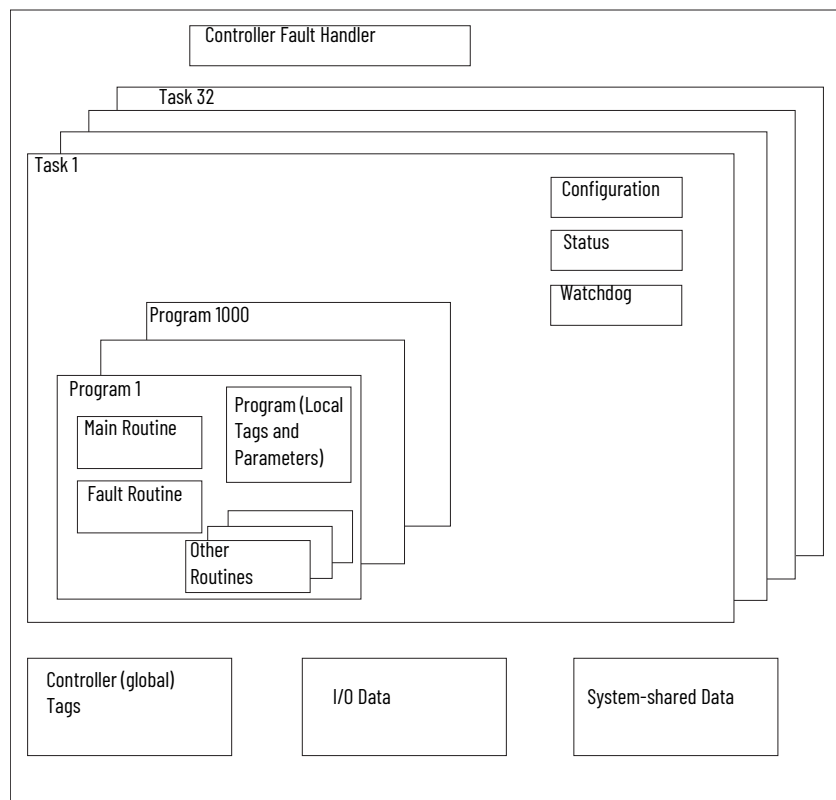 Controller Fault Handler
Task 32
Task 1
Configuration
Status
Watchdog
Program 1000
Program 1
Main Routine
Fault Routine
Program (Local
Tags and
Parameters)
Other
Routines
Controller (global)
Tags
I/O Data
System-shared Data